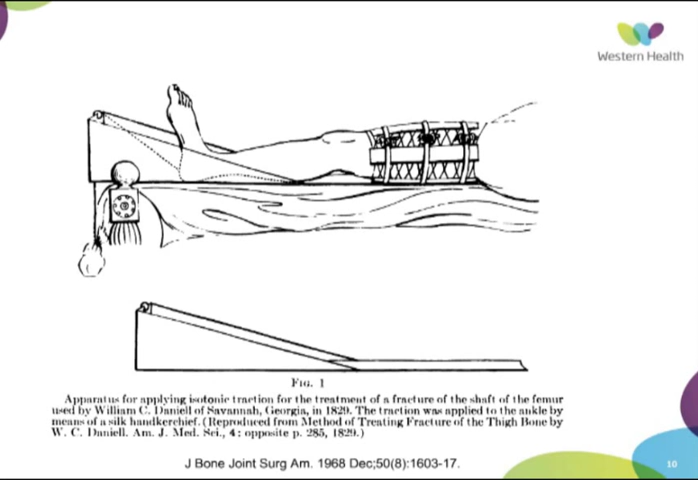 Western Health
FIG. 1
Apparatus for applying isotonic traction for the treatment of a fracture of the shaft of the femur
used by William C. Daniell of Savannah, Georgia, in 1829. The traction was applied to the ankle by
means of a silk handkerchief. (Reproduced from Method of Treating Fracture of the Thigh Bone by
W. C. Daniell. Am. J. Med. Sci., 4: opposite p. 285, 1829.)
J Bone Joint Surg Am. 1968 Dec;50(8):1603-17.
10